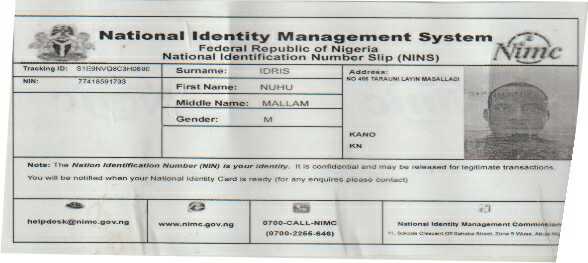 National Identity Management System
Federal Republic of Nigeria
National Identification Number Slip (NINS)
Nimc
Tracking ID: S1E9NVQ8C3H0690
Surname: IDRIS
Address:
NO 466 TARAUNI LAYIN MASALLACI
NIN: 77418591733
First Name: NUHU
Middle Name: MALLAM
Gender: M
KANO
KN
Note: The Nation Identification Number (NIN) is your identity. It is confidential and may be released for legitimate transactions.
You will be notified when your National Identity Card is ready (for any enquires please contact)
helpdesk@nimc.gov.ng
www.nimc.gov.ng
0700-CALL-NIMC
(0700-2255-646)
National Identity Management Commission
11, Sokode Crescent Off Street, Zone 5 Wuse, Abuja